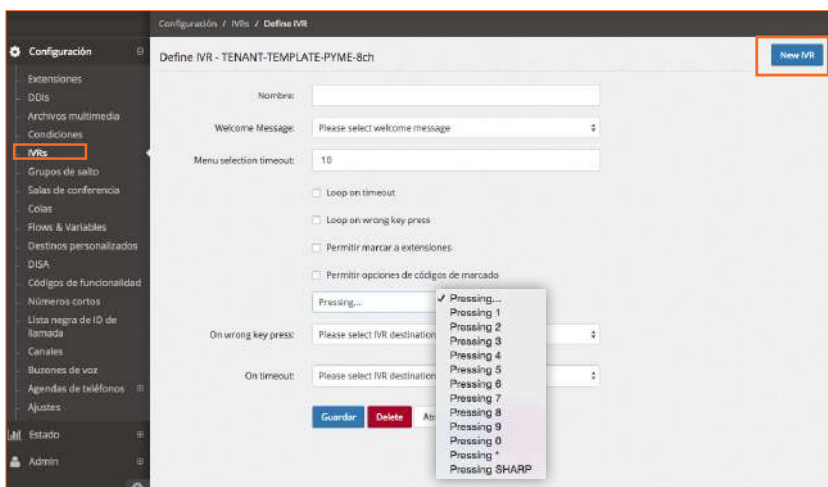 Configuración / IVRs / Define IVR
Configuración
Extensiones
DDIs
Archivos multimedia
Condiciones
IVRs
Grupos de salto
Salas de conferencia
Colas
Flows & Variables
Destinos personalizados
DISA
Códigos de funcionalidad
Números cortos
Lista negra de ID de
llamada
Canales
Buzones de voz
Agendas de teléfonos
Ajustes
Estado
Admin
Define IVR - TENANT-TEMPLATE-PYME-8ch
New IVR
Nombre:
Welcome Message: Please select welcome message
Menu selection timeout: 10
Loop on timeout
Loop on wrong key press
Permitir marcar a extensiones
Permitir opciones de códigos de marcado
Pressing...
✓ Pressing...
Pressing 1
Pressing 2
Pressing 3
Pressing 4
Pressing 5
Pressing 6
Pressing 7
Pressing 8
Pressing 9
Pressing 0
Pressing *
Pressing SHARP
On wrong key press: Please select IVR destination
On timeout: Please select IVR destination
Guardar Delete